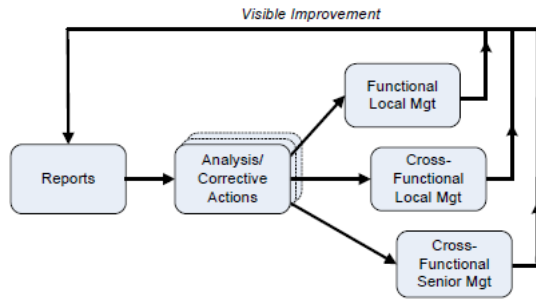 Visible Improvement
Functional
Local Mgt
Reports
Analysis/
Corrective
Actions
Cross-
Functional
Local Mgt
Cross-
Functional
Senior Mgt